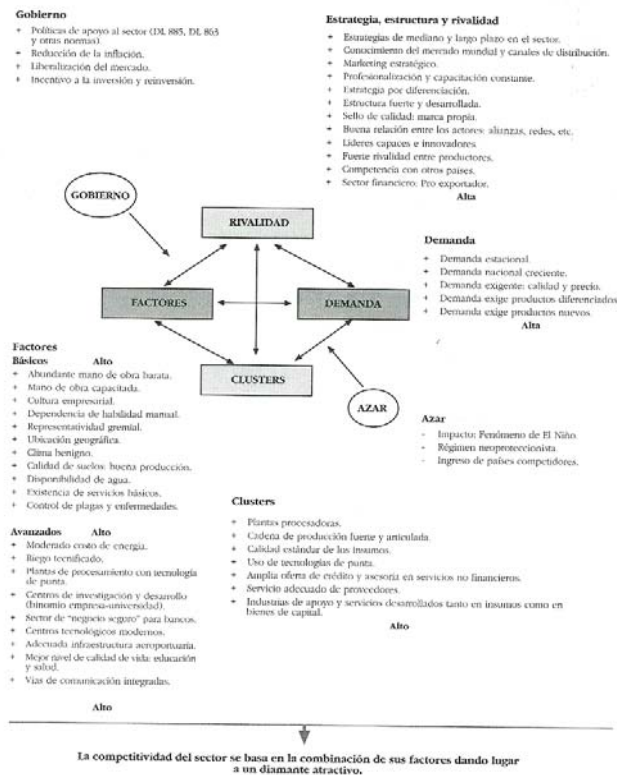 Gobierno
+ Políticas de apoyo al sector (DL 885, DL 863
y otras normas).
+ Reducción de la inflación.
+ Liberalización del mercado.
+ Incentivo a la inversión y reinversión.
Estrategia, estructura y rivalidad
+ Estrategias de mediano y largo plazo en el sector.
+ Conocimiento del mercado mundial y canales de distribución.
+ Marketing estratégico.
+ Profesionalización y capacitación constante.
+ Estrategia por diferenciación.
+ Estructura fuerte y desarrollada.
+ Sello de calidad: marca propia.
+ Buena relación entre los actores: alianzas, redes, etc.
+ Líderes capaces e innovadores
+ Fuerte rivalidad entre productores.
+ Competencia con otros países.
+ Sector financiero: Pro exportador.
Alta
GOBIERNO
RIVALIDAD
FACTORES
DEMANDA
CLUSTERS
AZAR
Demanda
+ Demanda estacional.
+ Demanda nacional creciente.
+ Demanda exigente: calidad y precio.
+ Demanda exige productos diferenciados
+ Demanda exige productos nuevos
Alta
Factores
Básicos Alto
+ Abundante mano de obra barata.
+ Mano de obra capacitada.
+ Cultura empresarial.
+ Dependencia de habilidad manual.
+ Representatividad gremial.
+ Ubicación geográfica.
+ Clima benigno.
+ Calidad de suelos: buena producción.
+ Disponibilidad de agua.
+ Existencia de servicios básicos.
+ Control de plagas y enfermedades.
Azar
- Impacto: Fenómeno de El Niño.
- Régimen neoproteccionista.
- Ingreso de países competidores.
Avanzados Alto
+ Moderado costo de energía.
+ Riego tecnificado.
+ Plantas de procesamiento con tecnología
de punta.
+ Centros de investigación y desarrollo
(binomio empresa-universidad).
+ Sector de "negocio seguro" para bancos.
+ Centros tecnológicos modernos.
+ Adecuada infraestructura aeroportuaria.
+ Mejor nivel de calidad de vida: educación
y salud.
+ Vías de comunicación integradas.
Alto
Clusters
+ Plantas procesadoras.
+ Cadena de producción fuerte y articulada.
+ Calidad estándar de los insumos.
+ Uso de tecnologías de punta.
+ Amplia oferta de crédito y asesoría en servicios no financieros.
+ Servicio adecuado de proveedores.
+ Industrias de apoyo y servicios desarrollados tanto en insumos como en
bienes de capital.
Alto
La competitividad del sector se basa en la combinación de sus factores dando lugar
a un diamante atractivo.